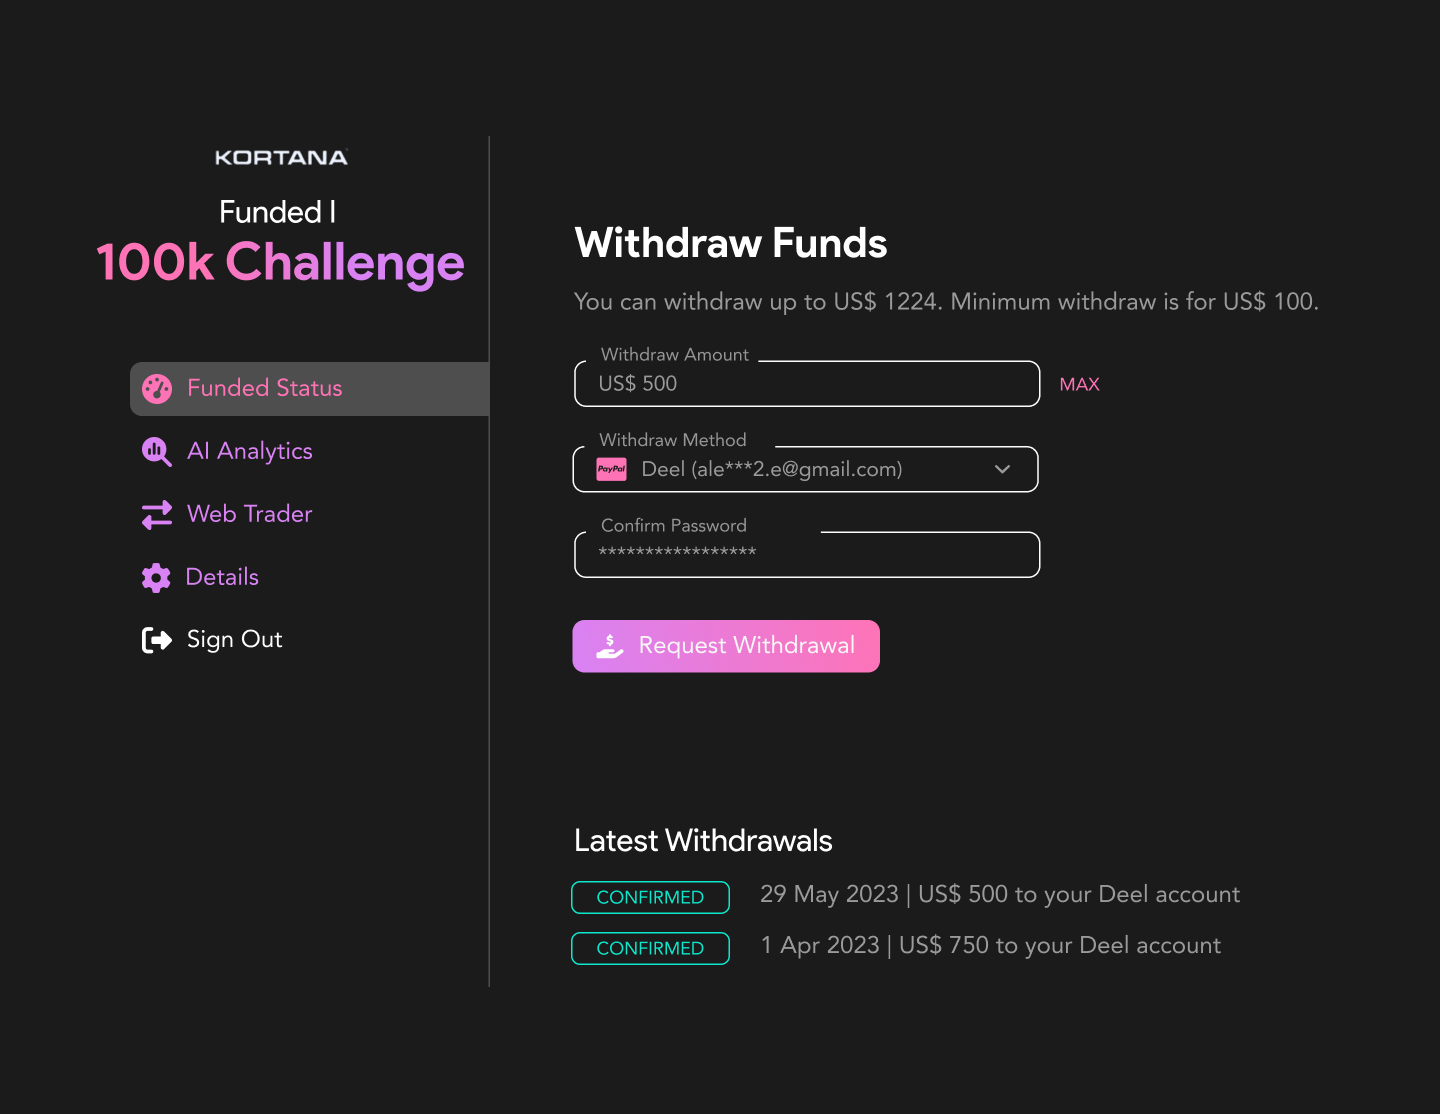 KORTANA
Funded |
100k Challenge
Funded Status
AI Analytics
Web Trader
Details
Sign Out
Withdraw Funds
You can withdraw up to US$ 1224. Minimum withdraw is for US$ 100.
Withdraw Amount
US$ 500
MAX
Withdraw Method
PayPal Deel (ale***2.e@gmail.com)
Confirm Password
*****************
$ Request Withdrawal
Latest Withdrawals
CONFIRMED 29 May 2023 | US$ 500 to your Deel account
CONFIRMED 1 Apr 2023 | US$ 750 to your Deel account